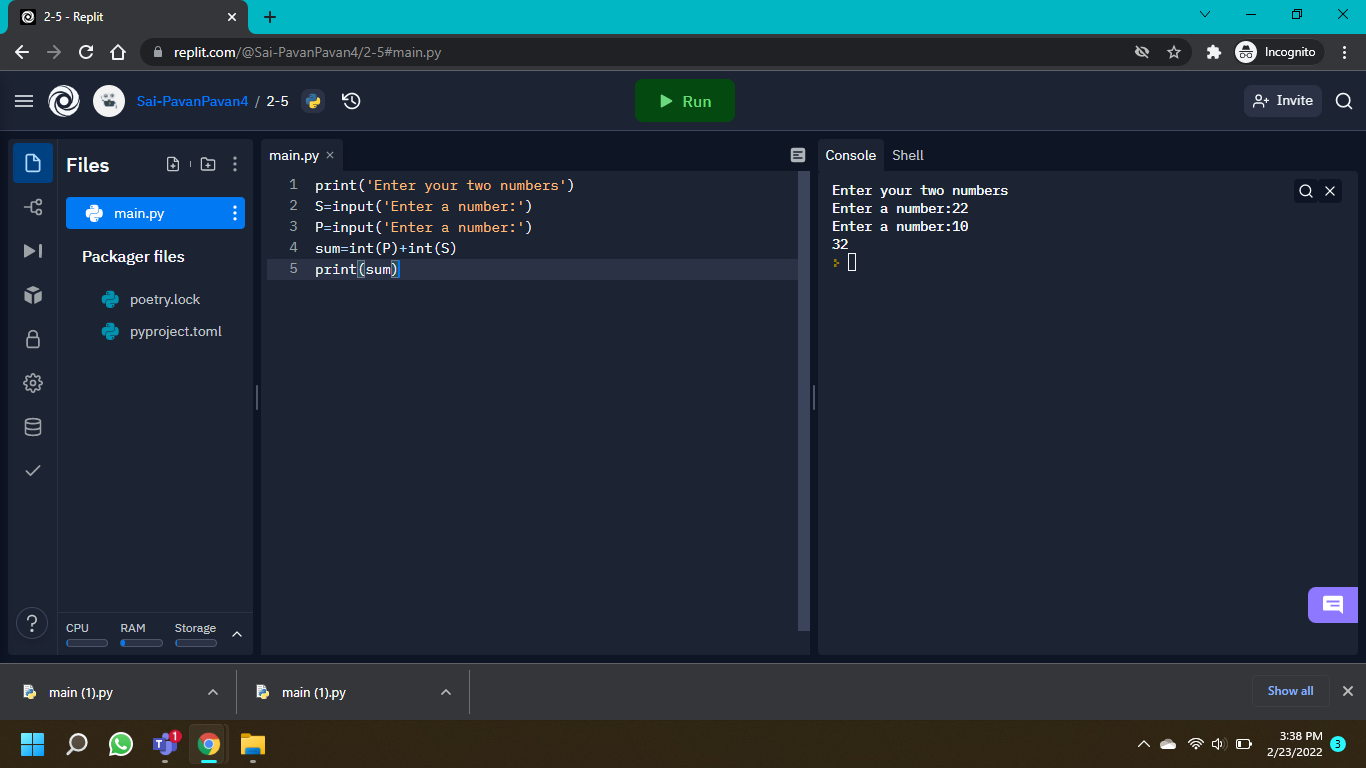 2-5 - Replit
replit.com/@Sai-PavanPavan4/2-5#main.py
Incognito
Sai-PavanPavan4 / 2-5
Run
Invite
Files
main.py
Packager files
poetry.lock
pyproject.toml
CPU RAM Storage
main.py
1 print('Enter your two numbers')
2 S=input('Enter a number:')
3 P=input('Enter a number:')
4 sum=int(P)+int(S)
5 print(sum)
Console Shell
Enter your two numbers
Enter a number:22
Enter a number:10
32
main (1).py
main (1).py
Show all
1
3:38 PM
2/23/2022
3